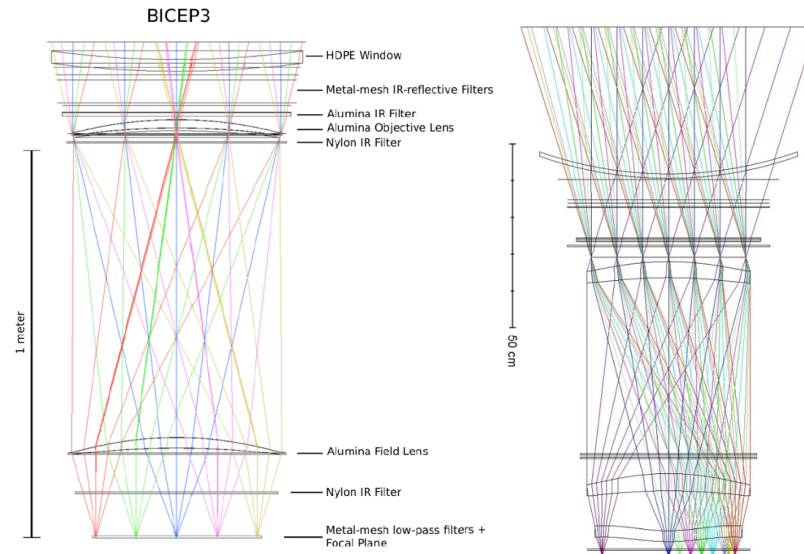 BICEP3
HDPE Window
Metal-mesh IR-reflective Filters
Alumina IR Filter
Alumina Objective Lens
Nylon IR Filter
1 meter
50 cm
Alumina Field Lens
Nylon IR Filter
Metal-mesh low-pass filters +
Focal Plane